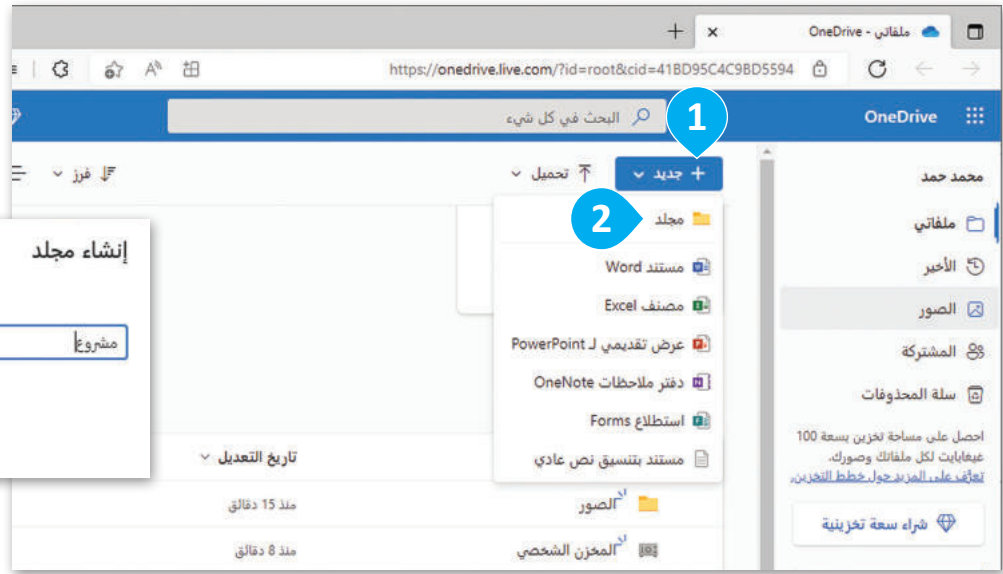 ملفاتي - OneDrive
https://onedrive.live.com/?id=root&cid=41BD95C4C9BD5594
OneDrive
البحث في كل شيء
1
محمد حمد
ملفاتي
الأخير
الصور
المشتركة
سلة المحذوفات
احصل على مساحة تخزين بسعة 100
غيغابايت لكل ملفاتك وصورك.
تعرّف على المزيد حول خطط التخزين.
شراء سعة تخزينية
+ جديد
تحميل
فرز
مجلد
2
مستند Word
مصنف Excel
عرض تقديمي لـ PowerPoint
دفتر ملاحظات OneNote
استطلاع Forms
مستند بتنسيق نص عادي
تاريخ التعديل
الصور
منذ 15 دقائق
المخزن الشخصي
منذ 8 دقائق
إنشاء مجلد
مشروع